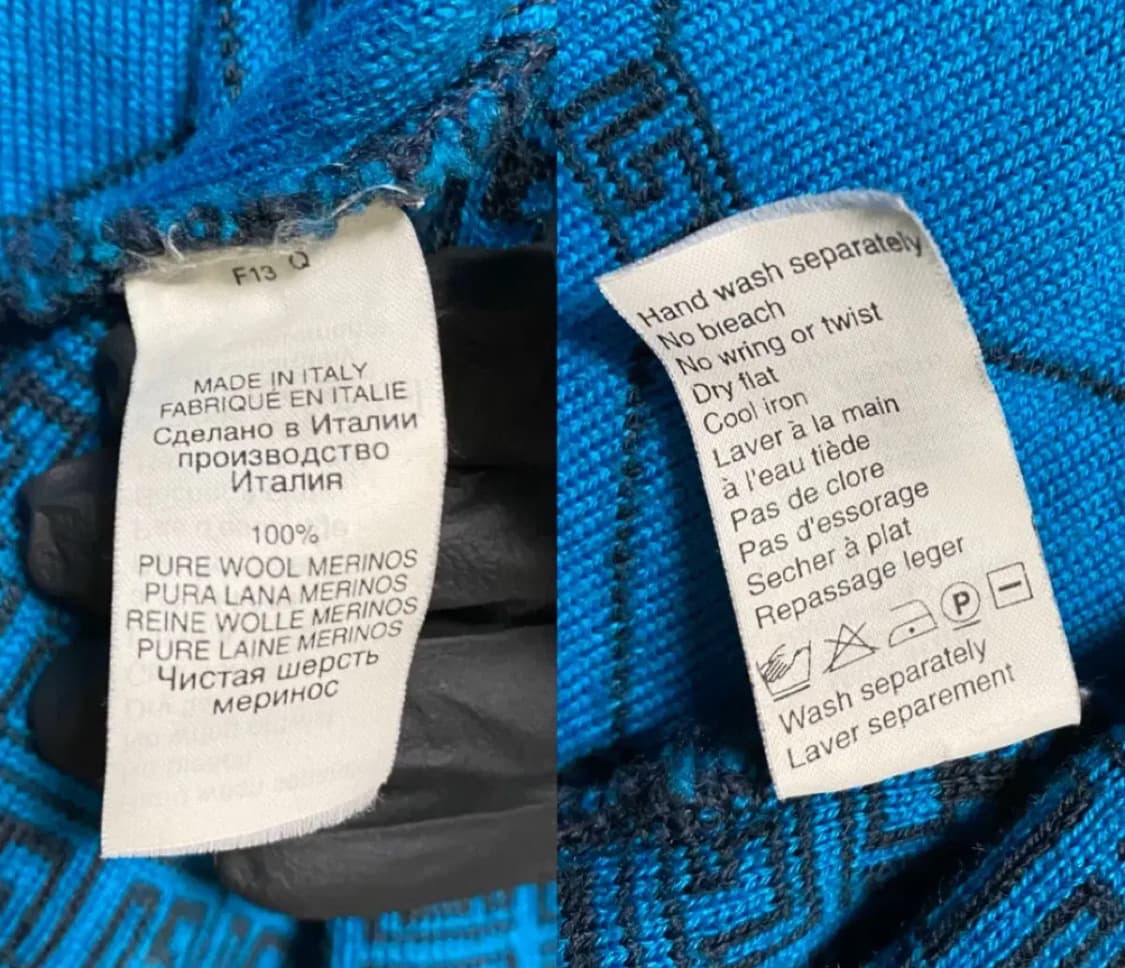 F13 Q
MADE IN ITALY
FABRIQUÉ EN ITALIE
Сделано в Италии
производство
Италия
100%
PURE WOOL MERINOS
PURA LANA MERINOS
REINE WOLLE MERINOS
PURE LAINE MERINOS
Чистая шерсть
меринос
Hand wash separately
No bleach
No wring or twist
Dry flat
Cool iron
Laver à la main
à l'eau tiède
Pas de clore
Pas d'essorage
Secher à plat
Repassage leger
P
Wash separately
Laver separement